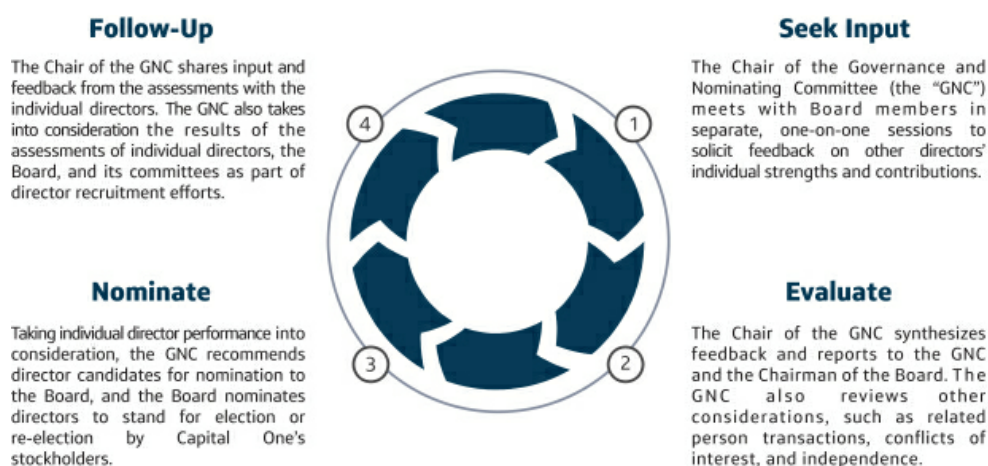 Follow-Up
The Chair of the GNC shares input and
feedback from the assessments with the
individual directors. The GNC also takes
into consideration the results of the
assessments of individual directors, the
Board, and its committees as part of
director recruitment efforts.
Seek Input
The Chair of the Governance and
Nominating Committee (the “GNC”)
meets with Board members in
separate, one-on-one sessions to
solicit feedback on other directors’
individual strengths and contributions.
4
1
Nominate
Taking individual director performance into
consideration, the GNC recommends
director candidates for nomination to
the Board, and the Board nominates
directors to stand for election or
re-election by Capital One’s
stockholders.
3
2
Evaluate
The Chair of the GNC synthesizes
feedback and reports to the GNC
and the Chairman of the Board. The
GNC also reviews other
considerations, such as related
person transactions, conflicts of
interest, and independence.